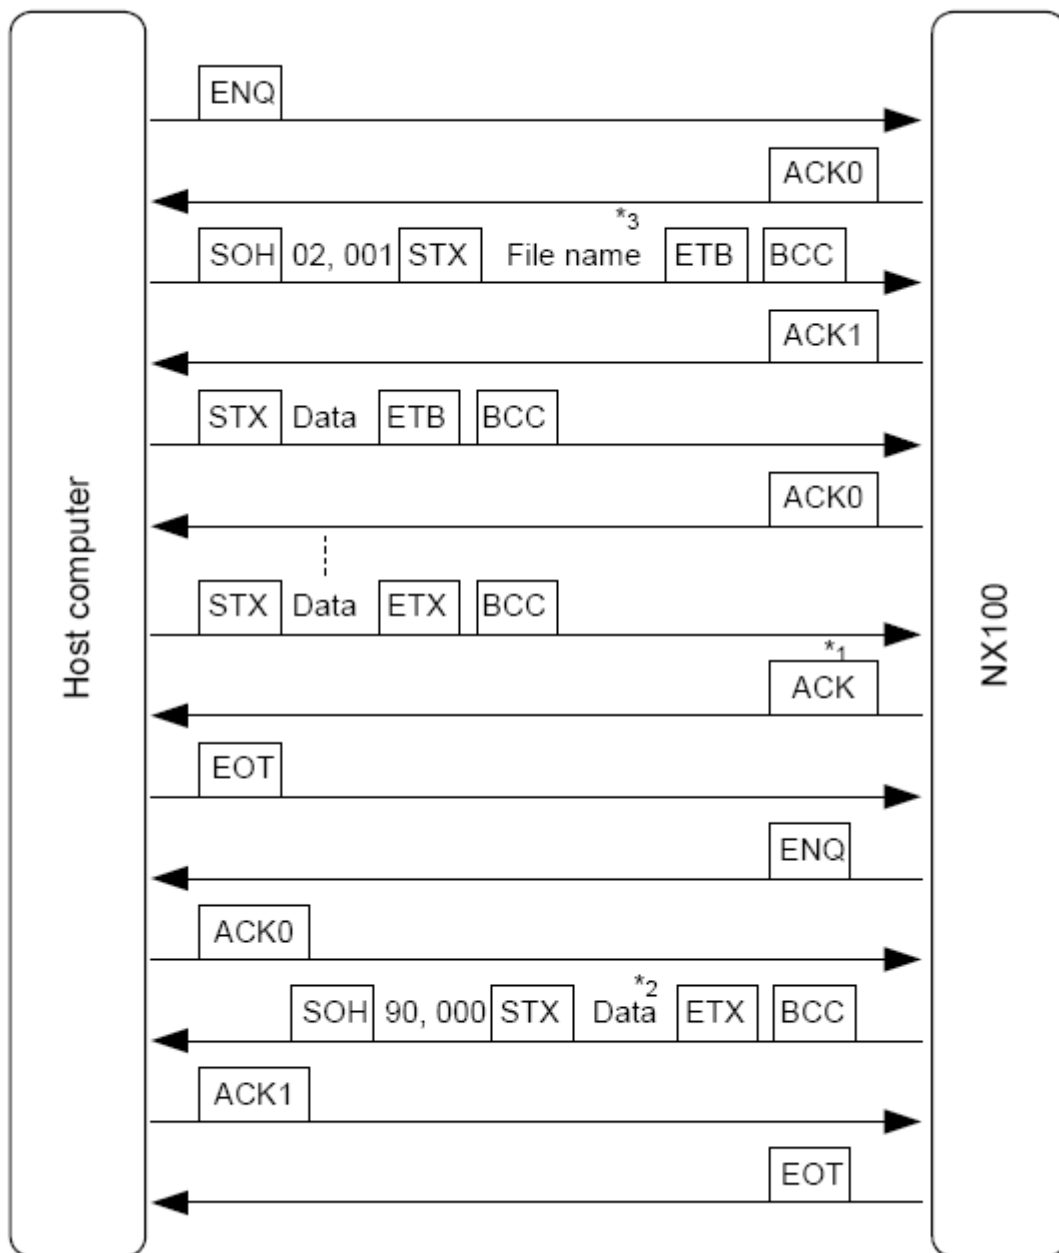 ENQ
ACK0
*3
SOH 02, 001 STX File name ETB BCC
ACK1
STX Data ETB BCC
ACK0
STX Data ETX BCC
*1
ACK
EOT
ENQ
ACK0
*2
SOH 90, 000 STX Data ETX BCC
ACK1
EOT
Host computer
NX100